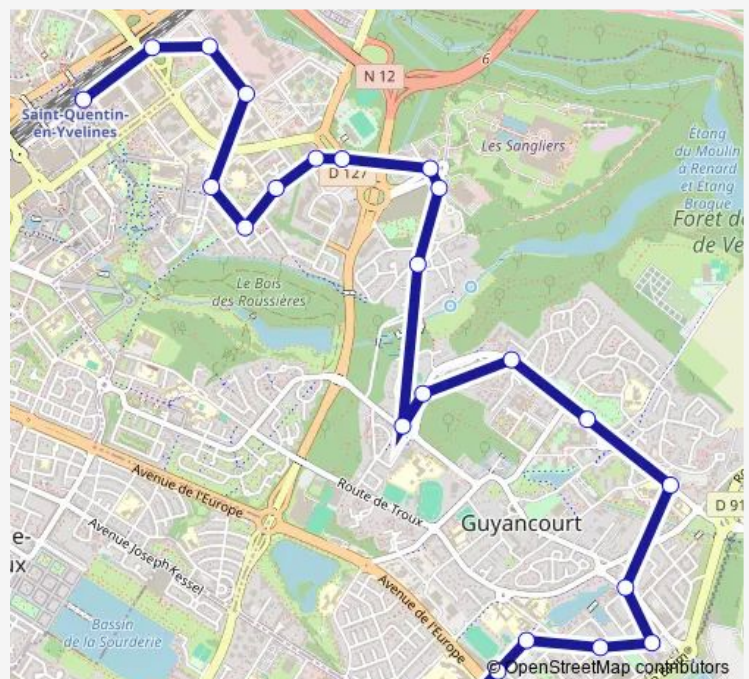 N 12
6
Saint-Quentin-
en-Yvelines
Les Sangliers
Étang
du Moulin
à Renard
et Étang
Braque
D 127
Forêt d
de Ve
Le Bois
des Roussières
Avenue de l'Europe
Route de Troux
D 91
Guyancourt
e-
ux
Avenue Joseph Kessel
Avenue de l'Europe
Bassin
de la Sourderie
© OpenStreetMap contributors